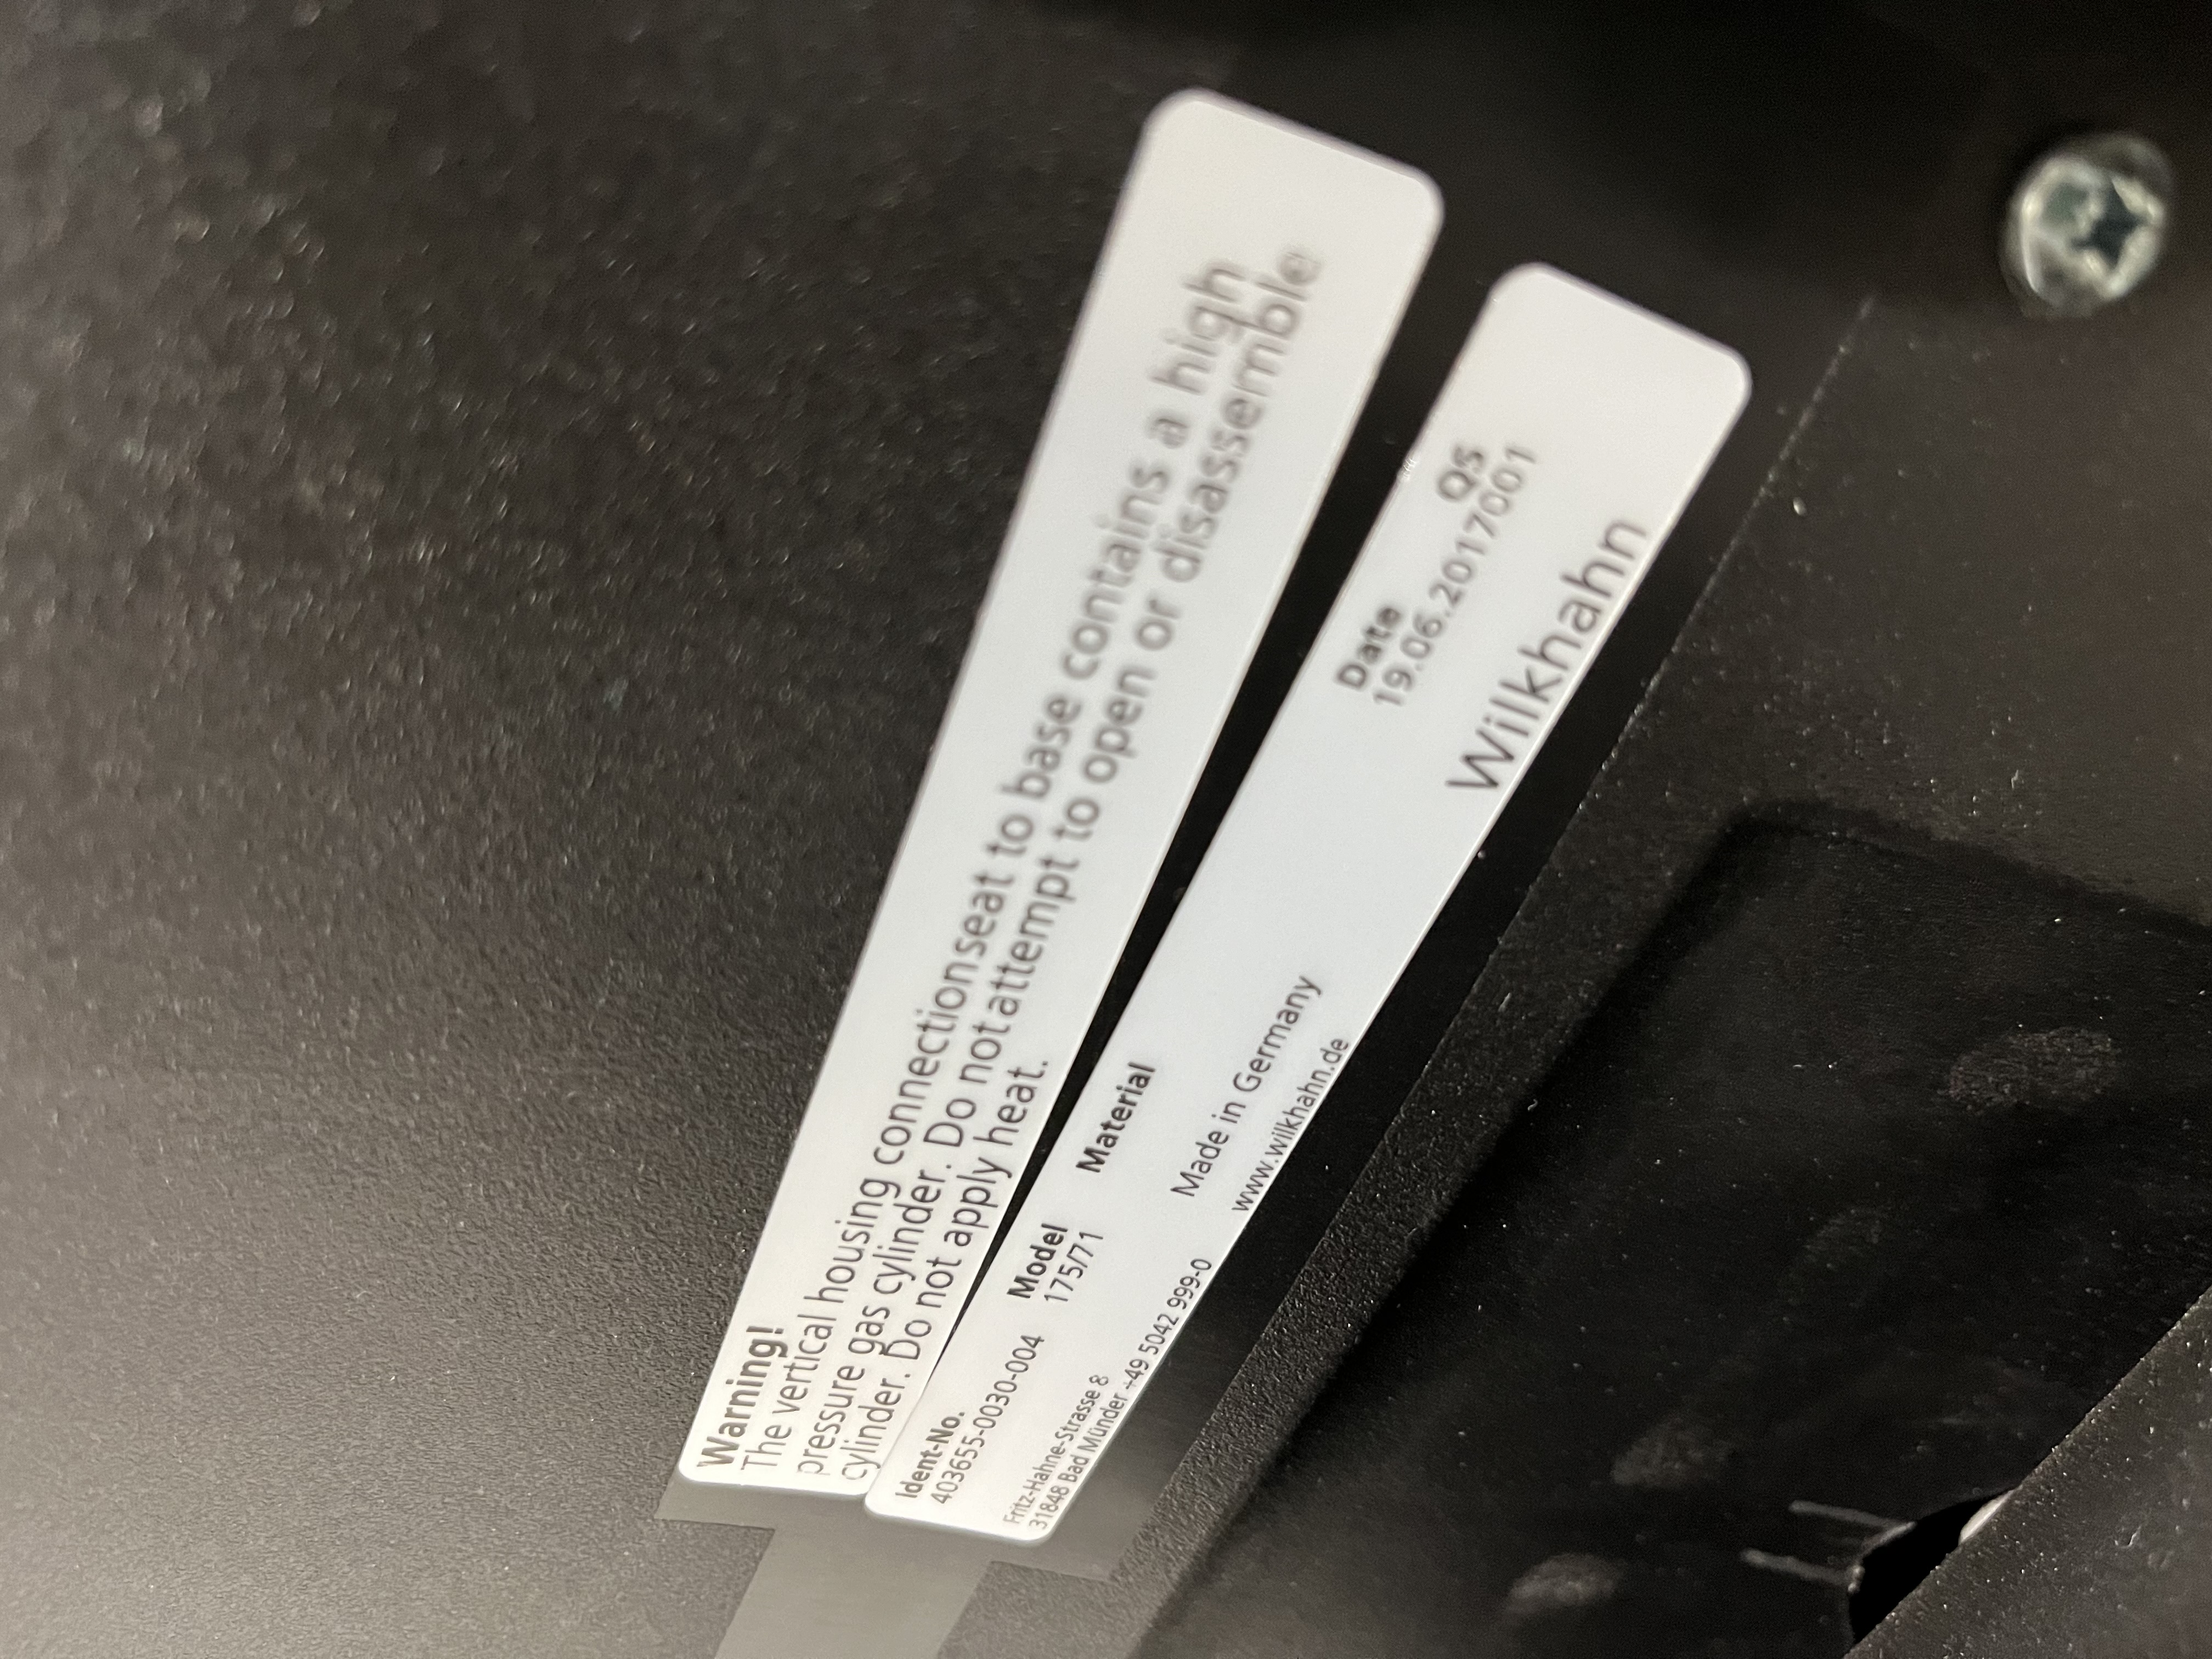 Warning!
The vertical housing connectionseat to base contains a high
pressure gas cylinder. Do not attempt to open or disassemble
cylinder. Do not apply heat.
Ident-No. Model Material Date QS
403655-0030-004 175/71 19.06.2017001
Made in Germany Wilkhahn
Fritz-Hahne-Strasse 8
31848 Bad Münder +49 5042 999-0 www.wilkhahn.de